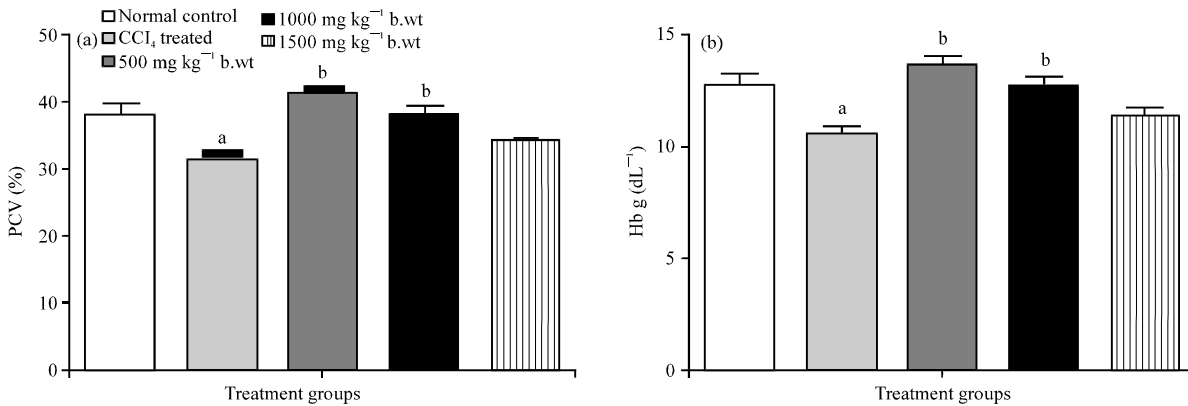 Normal control
CCI₄ treated
500 mg kg⁻¹ b.wt
1000 mg kg⁻¹ b.wt
1500 mg kg⁻¹ b.wt
(a)
50
40
30
20
10
0
PCV (%)
a
b
b
Treatment groups
(b)
15
10
5
0
Hb g (dL⁻¹)
a
b
b
Treatment groups